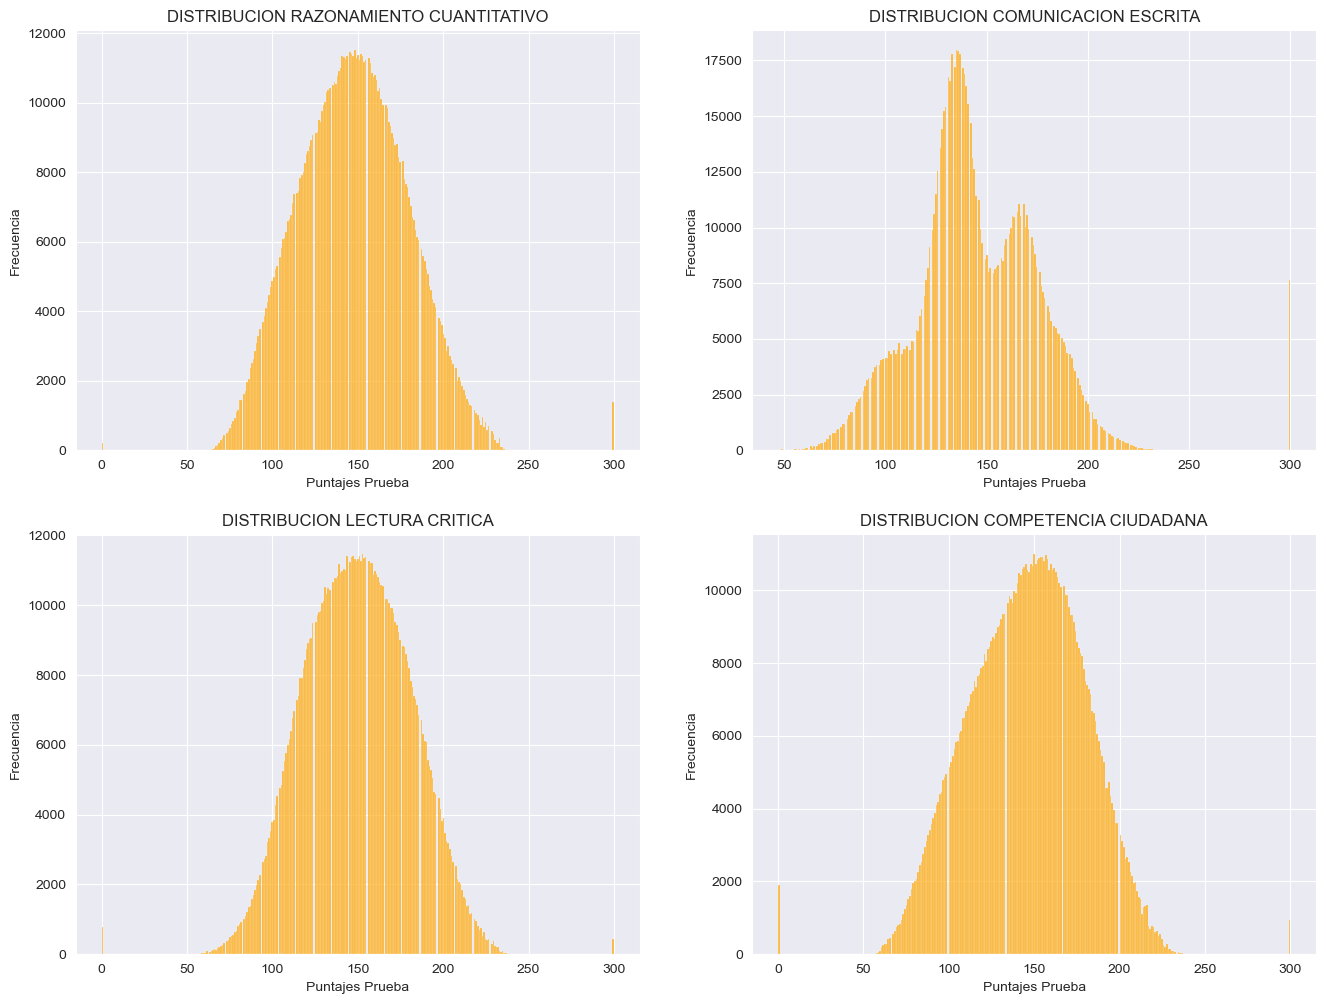 DISTRIBUCION RAZONAMIENTO CUANTITATIVO
12000
10000
8000
6000
4000
2000
0
Frecuencia
0 50 100 150 200 250 300
Puntajes Prueba
DISTRIBUCION COMUNICACION ESCRITA
17500
15000
12500
10000
7500
5000
2500
0
Frecuencia
50 100 150 200 250 300
Puntajes Prueba
DISTRIBUCION LECTURA CRITICA
12000
10000
8000
6000
4000
2000
0
Frecuencia
0 50 100 150 200 250 300
Puntajes Prueba
DISTRIBUCION COMPETENCIA CIUDADANA
10000
8000
6000
4000
2000
0
Frecuencia
0 50 100 150 200 250 300
Puntajes Prueba